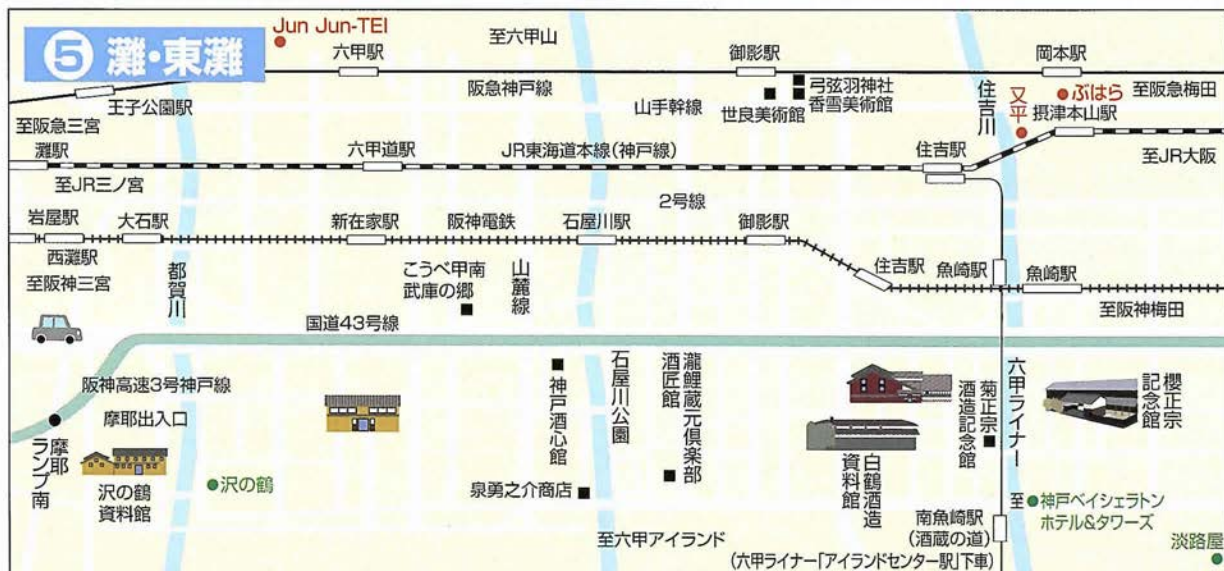 ⑤ 灘・東灘
Jun Jun-TEI
六甲駅
至六甲山
御影駅
岡本駅
王子公園駅
阪急神戸線
山手幹線
世良美術館
弓弦羽神社
香雪美術館
住吉川
又平
ぶはら
至阪急梅田
摂津本山駅
至阪急三宮
灘駅
六甲道駅
JR東海道本線(神戸線)
住吉駅
至JR大阪
至JR三ノ宮
2号線
岩屋駅
大石駅
新在家駅
阪神電鉄
石屋川駅
御影駅
西灘駅
至阪神三宮
都賀川
こうべ甲南
武庫の郷
山麓線
住吉駅
魚崎駅
魚崎駅
至阪神梅田
国道43号線
阪神高速3号神戸線
摩耶出入口
摩耶
ランプ南
沢の鶴
資料館
沢の鶴
神戸酒心館
石屋川公園
瀧鯉蔵元倶楽部
酒匠館
泉勇之介商店
白鶴酒造
資料館
菊正宗
酒造記念館
六甲ライナー
櫻正宗
記念館
至
神戸ベイシェラトン
ホテル&タワーズ
南魚崎駅
(酒蔵の道)
至六甲アイランド
(六甲ライナー「アイランドセンター駅」下車)
淡路屋